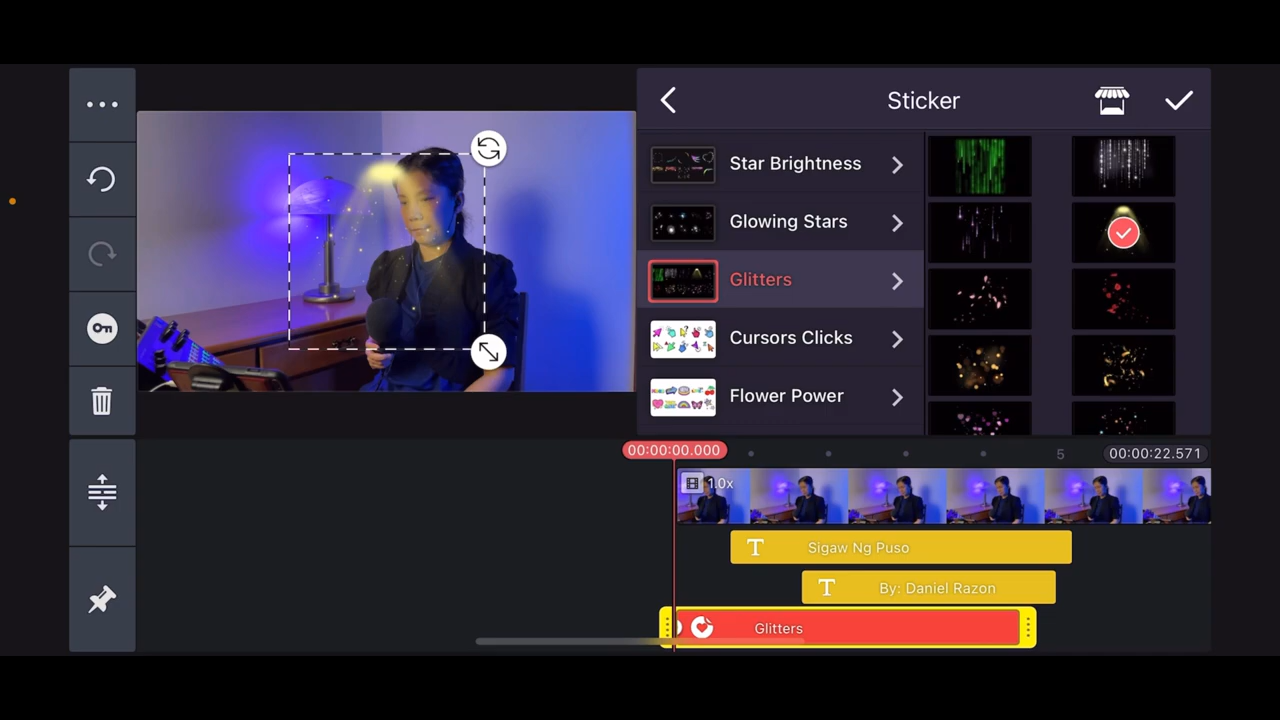 Sticker
Star Brightness
Glowing Stars
Glitters
Cursors Clicks
Flower Power
00:00:00.000
5
00:00:22.571
1.0x
T Sigaw Ng Puso
T By: Daniel Razon
Glitters